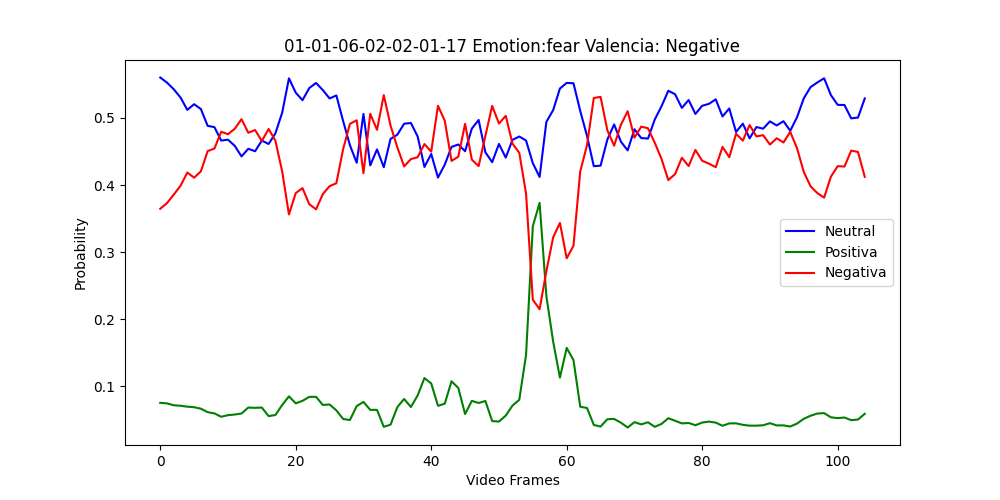 01-01-06-02-02-01-17 Emotion:fear Valencia: Negative
Probability
0.5
0.4
0.3
0.2
0.1
Neutral
Positiva
Negativa
0 20 40 60 80 100
Video Frames